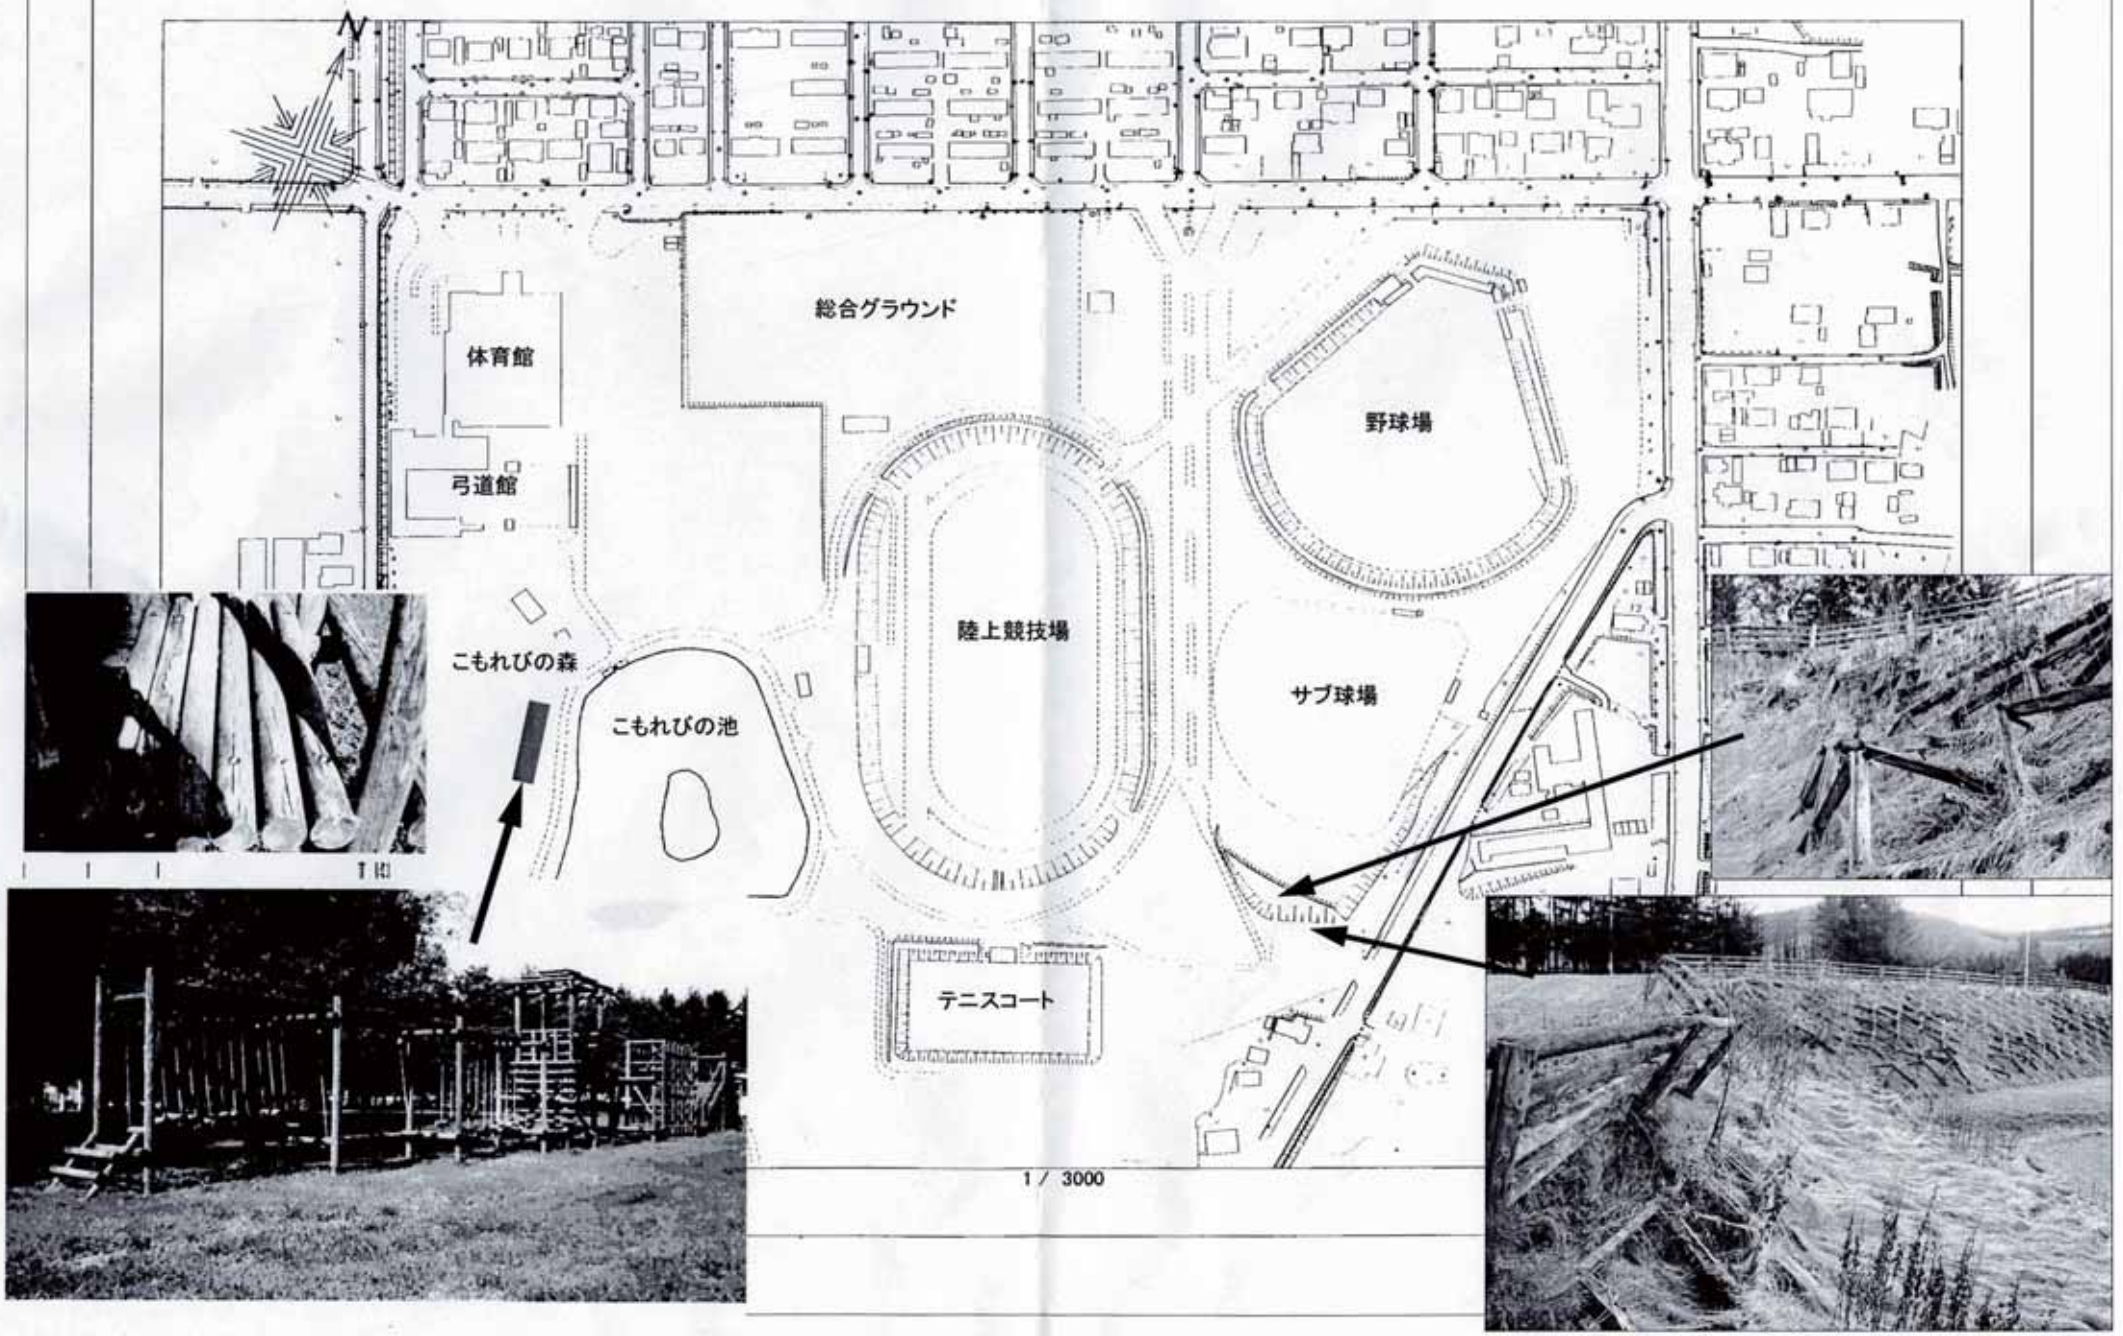 N
総合グラウンド
体育館
野球場
弓道館
陸上競技場
こもれびの森
サブ球場
こもれびの池
テニスコート
1 / 3000